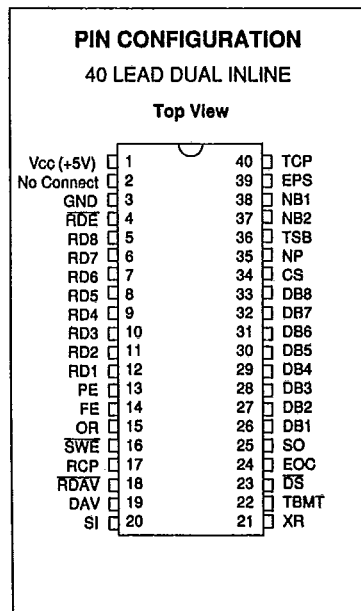 PIN CONFIGURATION
40 LEAD DUAL INLINE
Top View
Vcc (+5V) 1 40 TCP
No Connect 2 39 EPS
GND 3 38 NB1
R̅D̅E̅ 4 37 NB2
RD8 5 36 TSB
RD7 6 35 NP
RD6 7 34 CS
RD5 8 33 DB8
RD4 9 32 DB7
RD3 10 31 DB6
RD2 11 30 DB5
RD1 12 29 DB4
PE 13 28 DB3
FE 14 27 DB2
OR 15 26 DB1
S̅W̅E̅ 16 25 SO
RCP 17 24 EOC
R̅D̅A̅V̅ 18 23 D̅S̅
DAV 19 22 TBMT
SI 20 21 XR